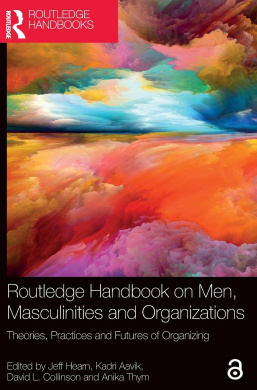 ROUTLEDGE
ROUTLEDGE
HANDBOOKS
Routledge Handbook on Men,
Masculinities and Organizations
Theories, Practices and Futures of Organizing
Edited by Jeff Hearn, Kadri Aavik,
David L. Collinson and Anika Thym